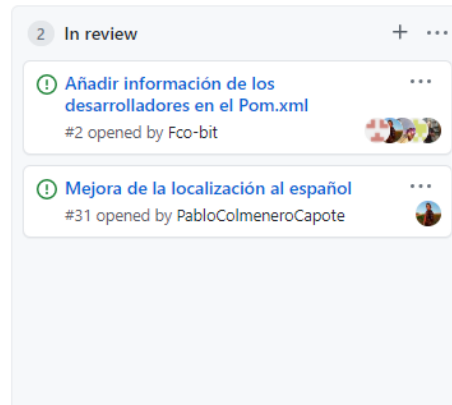 2 In review
Añadir información de los
desarrolladores en el Pom.xml
#2 opened by Fco-bit
Mejora de la localización al español
#31 opened by PabloColmeneroCapote